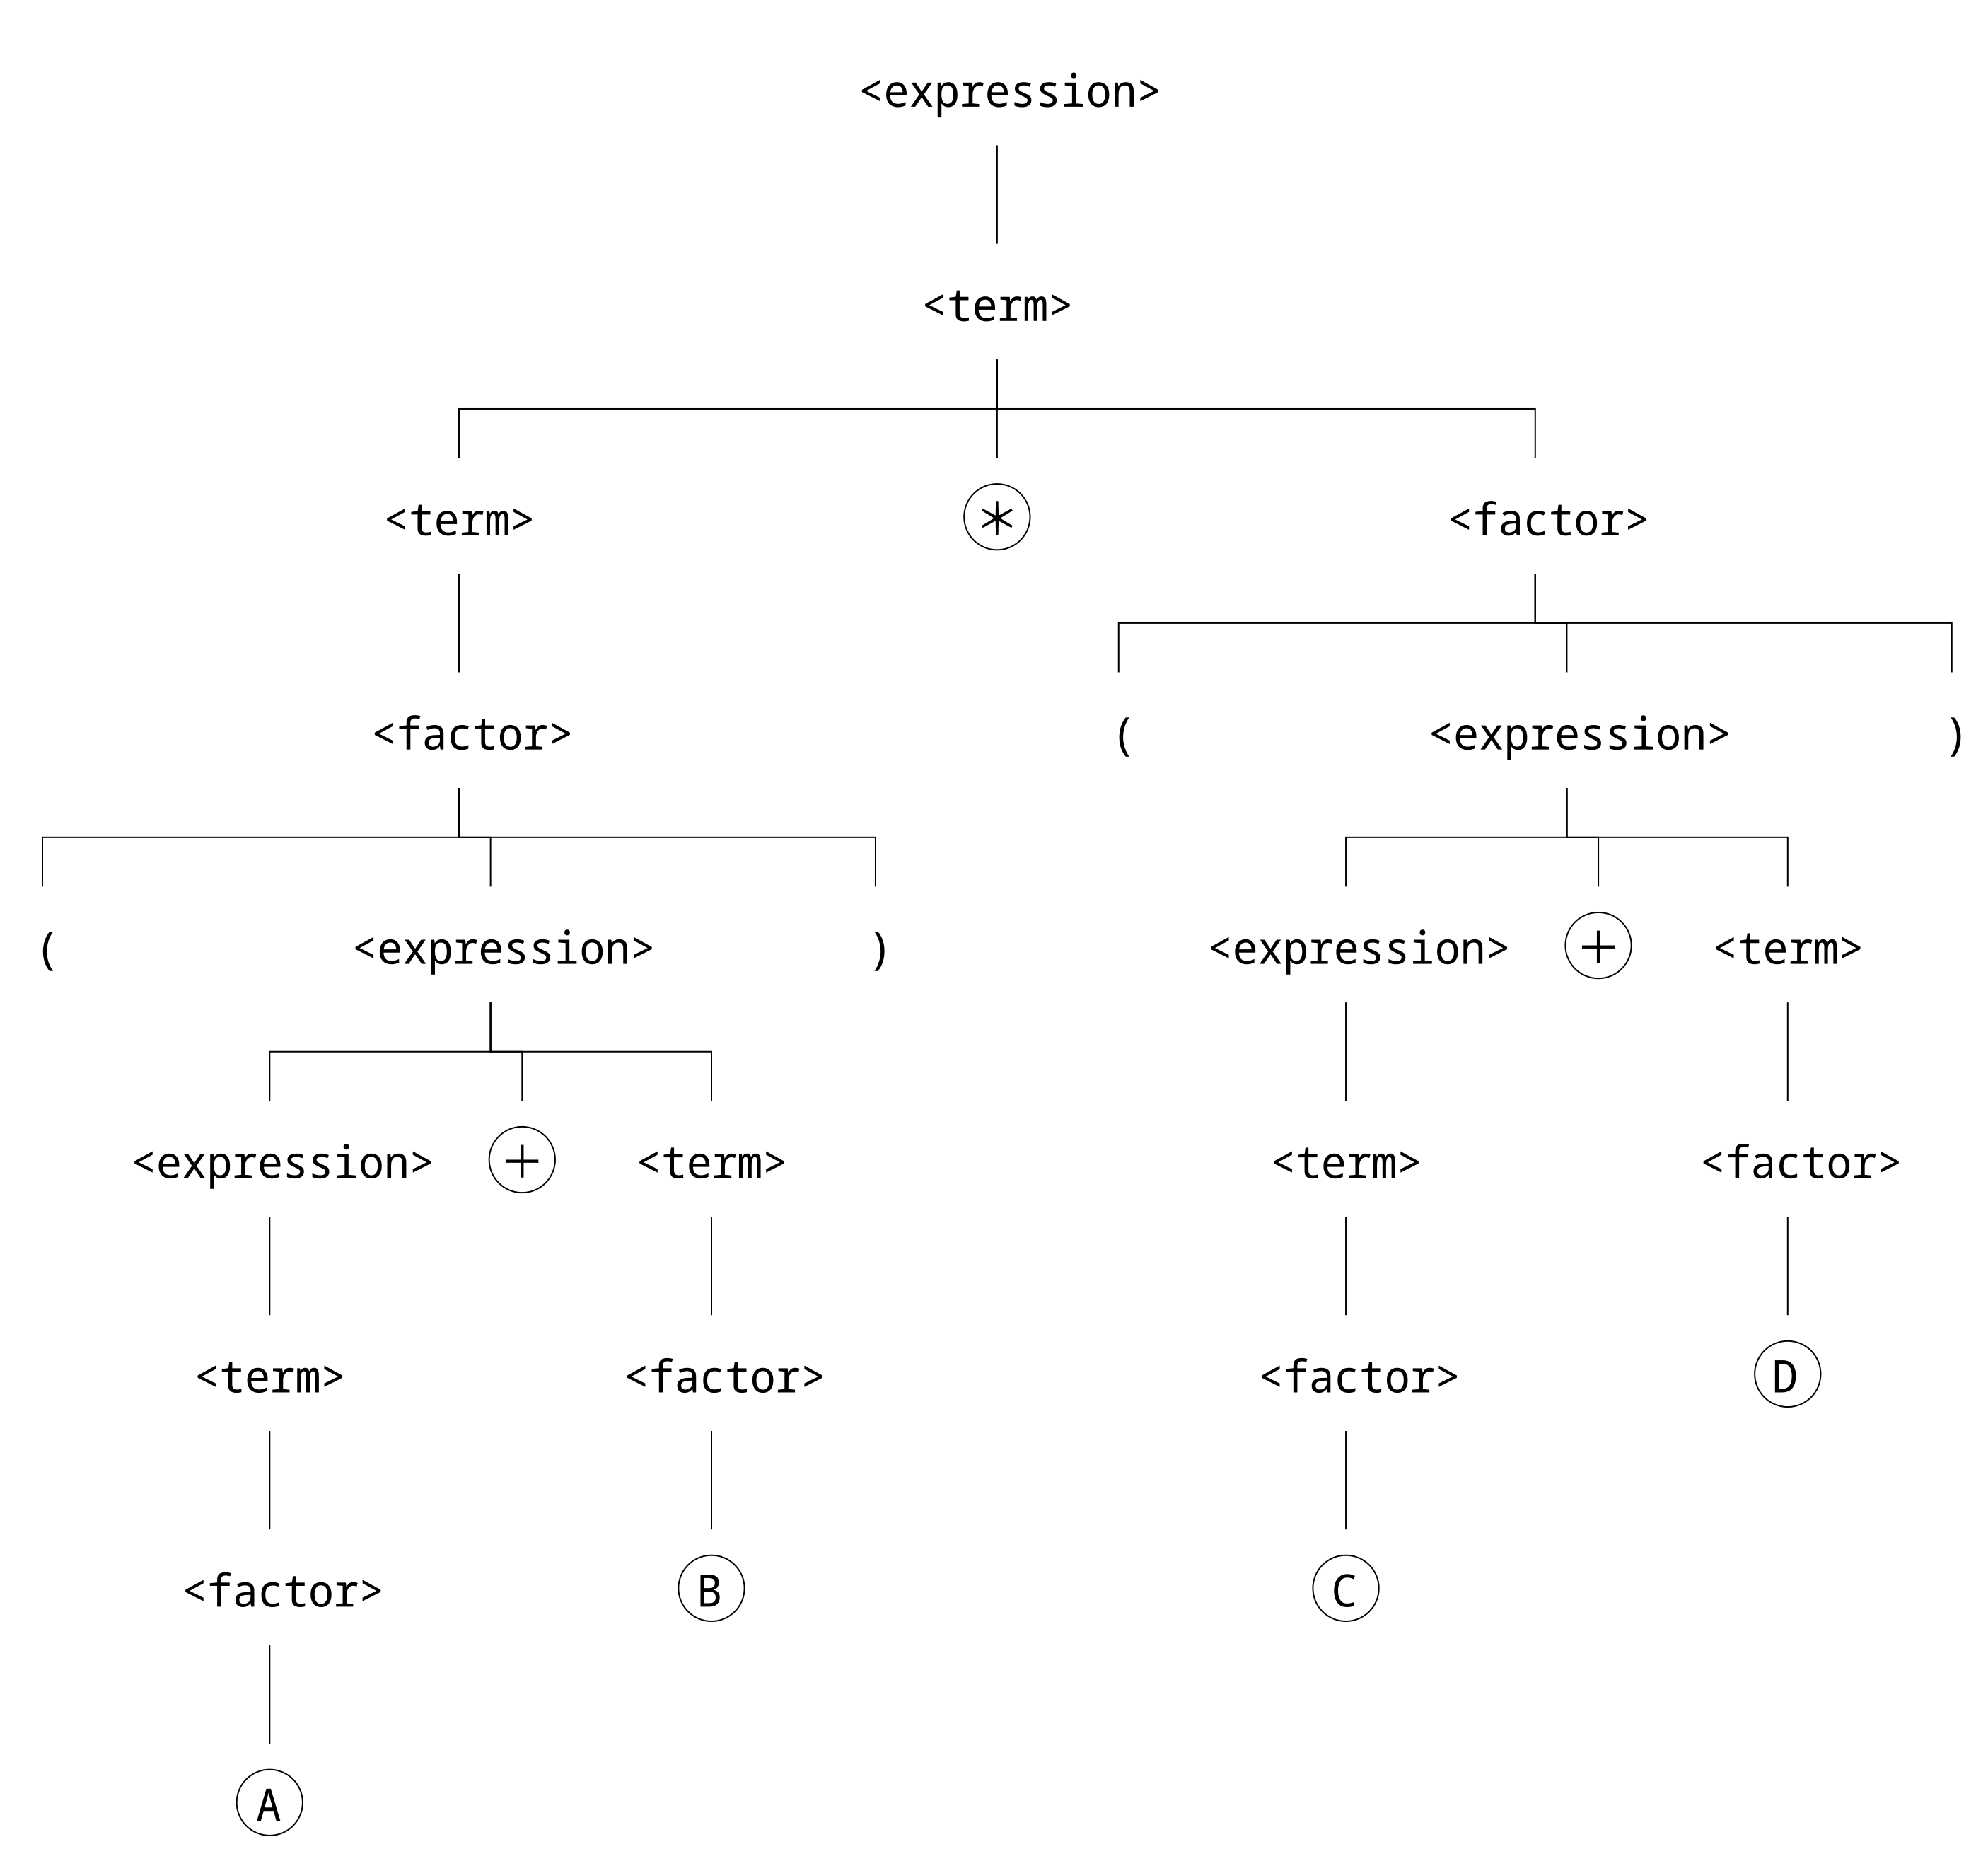 <expression>
<term>
<term> * <factor>
<factor> ( <expression> )
( <expression> ) <expression> + <term>
<expression> + <term> <term> <factor>
<term> <factor> <factor> D
<factor> B C
A